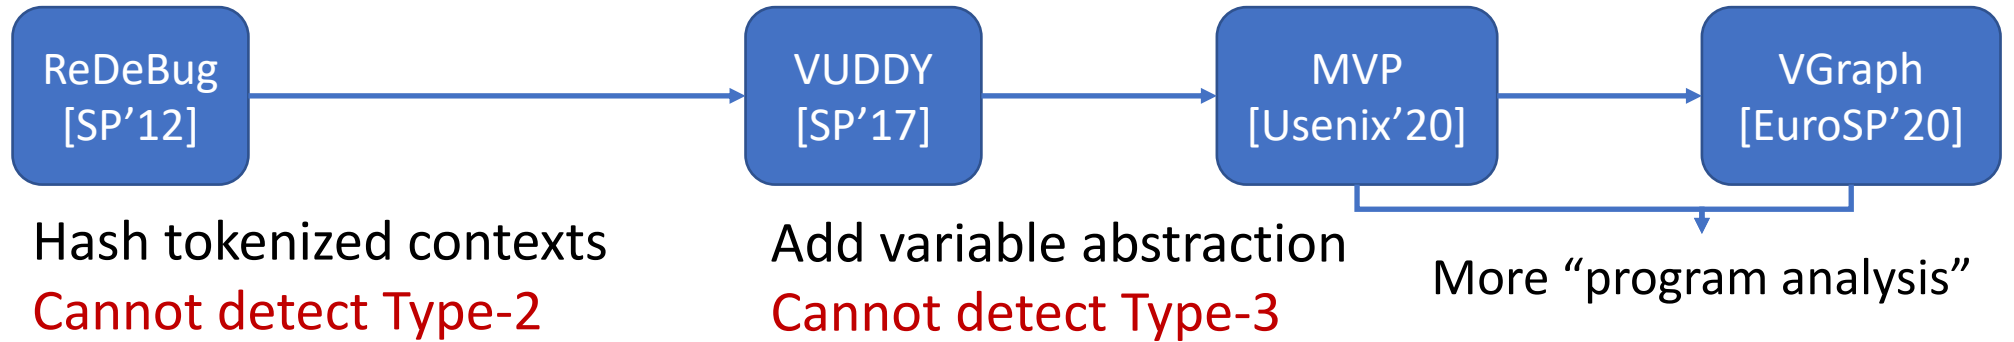 ReDeBug
[SP’12]
VUDDY
[SP’17]
MVP
[Usenix’20]
VGraph
[EuroSP’20]
Hash tokenized contexts
Cannot detect Type-2
Add variable abstraction
Cannot detect Type-3
More “program analysis”